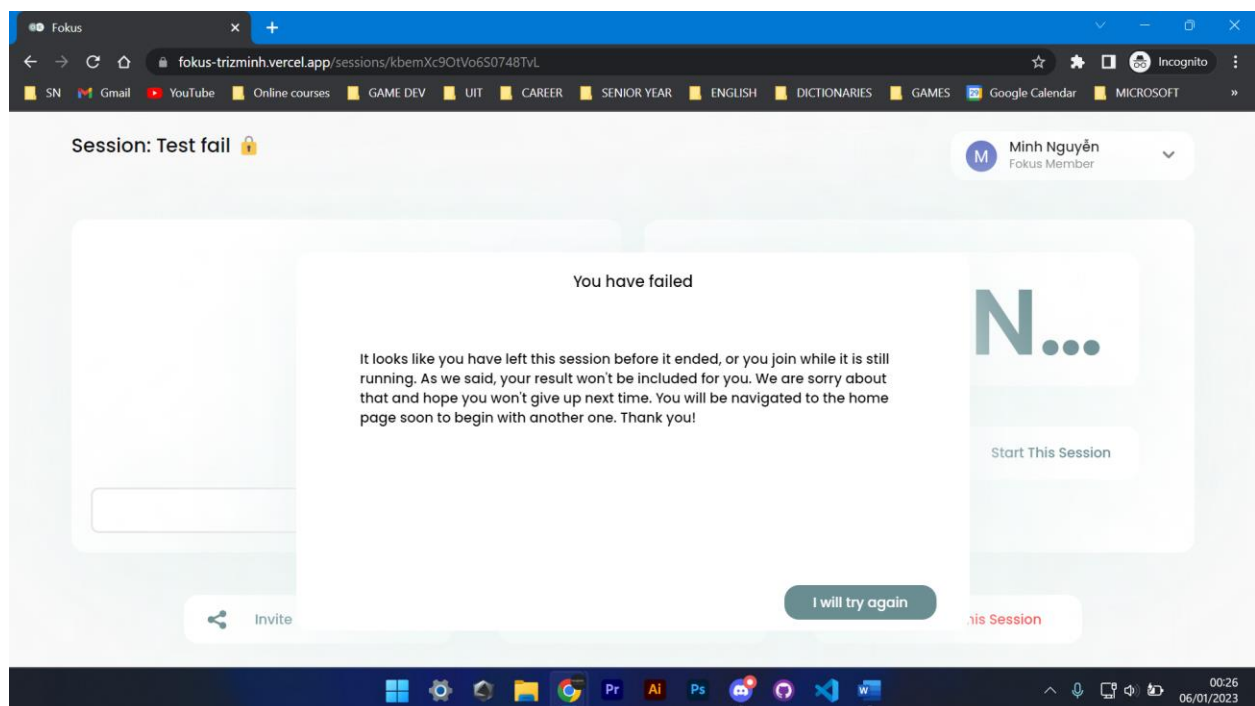 Fokus
fokus-trizminh.vercel.app/sessions/kbemXc9OtVo6S0748TvL
Incognito
SN Gmail YouTube Online courses GAME DEV UIT CAREER SENIOR YEAR ENGLISH DICTIONARIES GAMES Google Calendar MICROSOFT »
Session: Test fail
M
Minh Nguyễn
Fokus Member
You have failed
N...
It looks like you have left this session before it ended, or you join while it is still
running. As we said, your result won't be included for you. We are sorry about
that and hope you won't give up next time. You will be navigated to the home
page soon to begin with another one. Thank you!
Start This Session
I will try again
Invite
his Session
Pr Ai Ps
00:26
06/01/2023